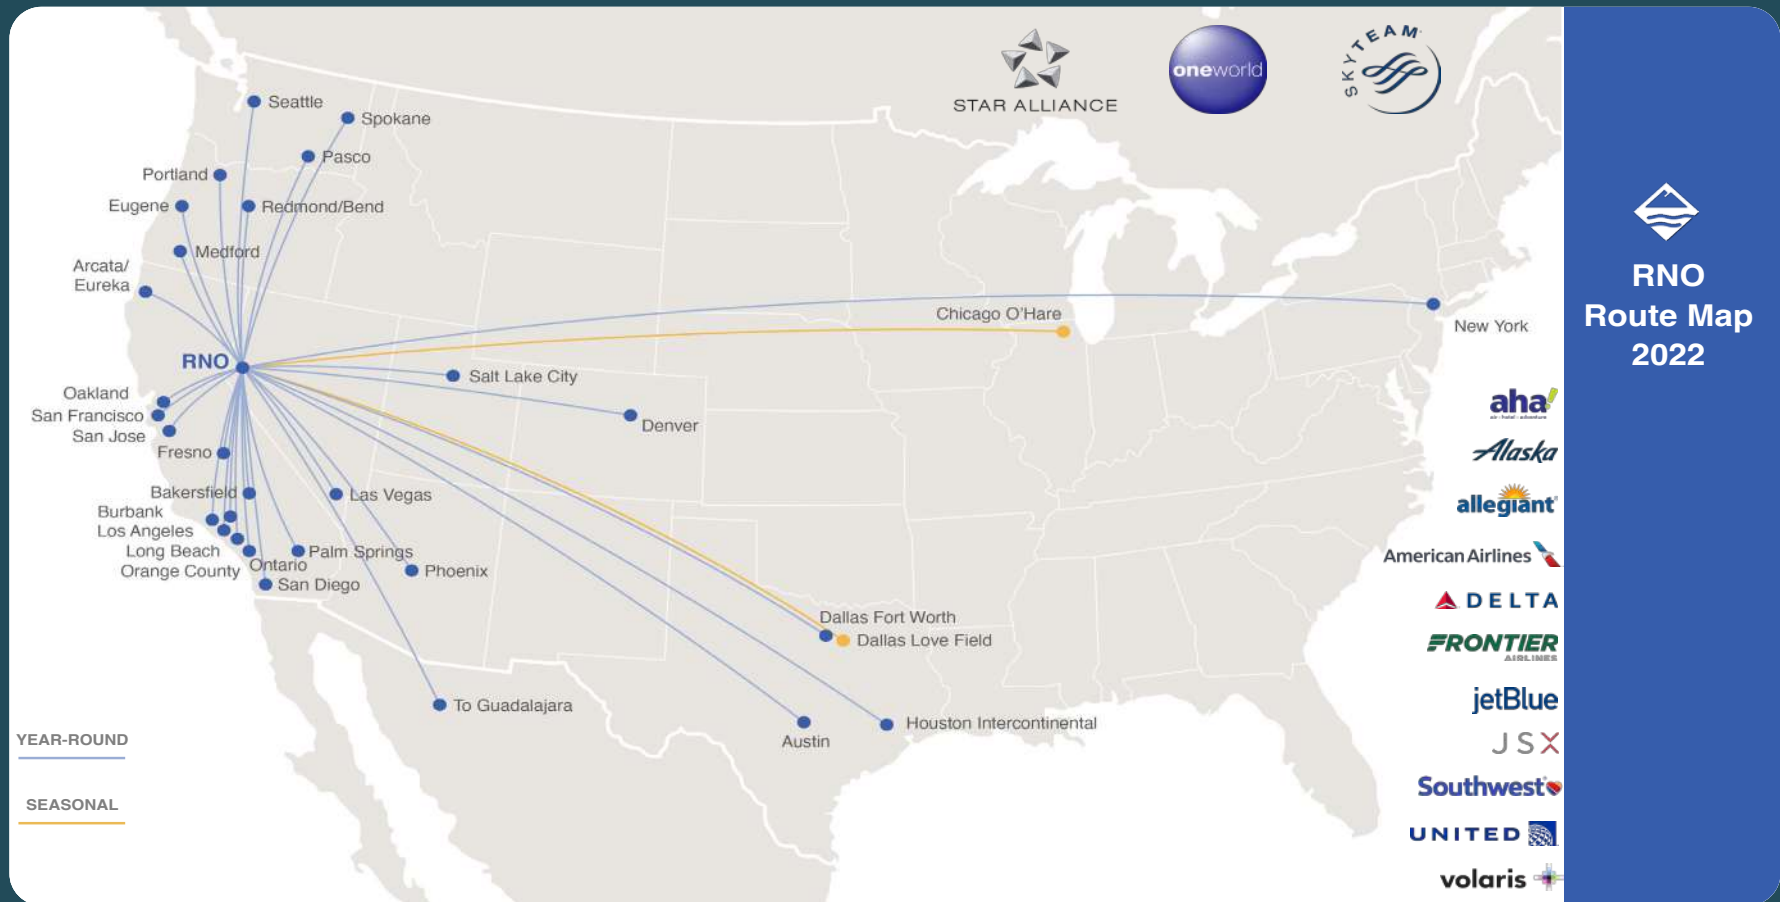 STAR ALLIANCE
oneworld
SKYTEAM
Seattle
Spokane
Pasco
Portland
Eugene
Redmond/Bend
Medford
Arcata/
Eureka
RNO
Chicago O'Hare
New York
Salt Lake City
Denver
Oakland
San Francisco
San Jose
Fresno
Bakersfield
Las Vegas
Burbank
Los Angeles
Long Beach
Orange County
Ontario
Palm Springs
San Diego
Phoenix
Dallas Fort Worth
Dallas Love Field
To Guadalajara
Austin
Houston Intercontinental
YEAR-ROUND
SEASONAL
RNO
Route Map
2022
aha!
air · hotel · adventure
Alaska
allegiant
American Airlines
DELTA
FRONTIER
AIRLINES
jetBlue
JSX
Southwest
UNITED
volaris